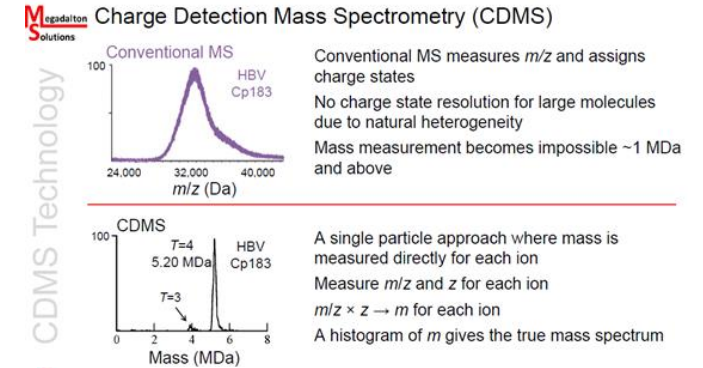 Megadalton
Solutions
Charge Detection Mass Spectrometry (CDMS)
CDMS Technology
Conventional MS
100
HBV
Cp183
24,000 32,000 40,000
m/z (Da)
Conventional MS measures m/z and assigns
charge states
No charge state resolution for large molecules
due to natural heterogeneity
Mass measurement becomes impossible ~1 MDa
and above
CDMS
100
T=4
5.20 MDa
HBV
Cp183
T=3
0 2 4 6 8
Mass (MDa)
A single particle approach where mass is
measured directly for each ion
Measure m/z and z for each ion
m/z × z → m for each ion
A histogram of m gives the true mass spectrum